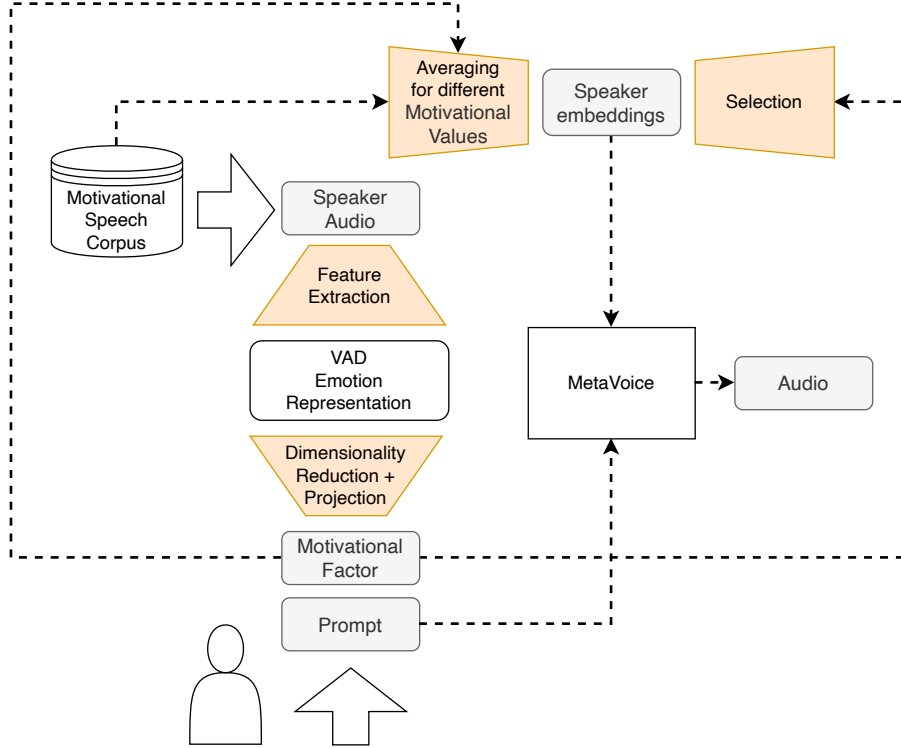 Averaging
for different
Motivational
Values
Speaker
embeddings
Selection
Motivational
Speech
Corpus
Speaker
Audio
Feature
Extraction
VAD
Emotion
Representation
MetaVoice
Audio
Dimensionality
Reduction +
Projection
Motivational
Factor
Prompt